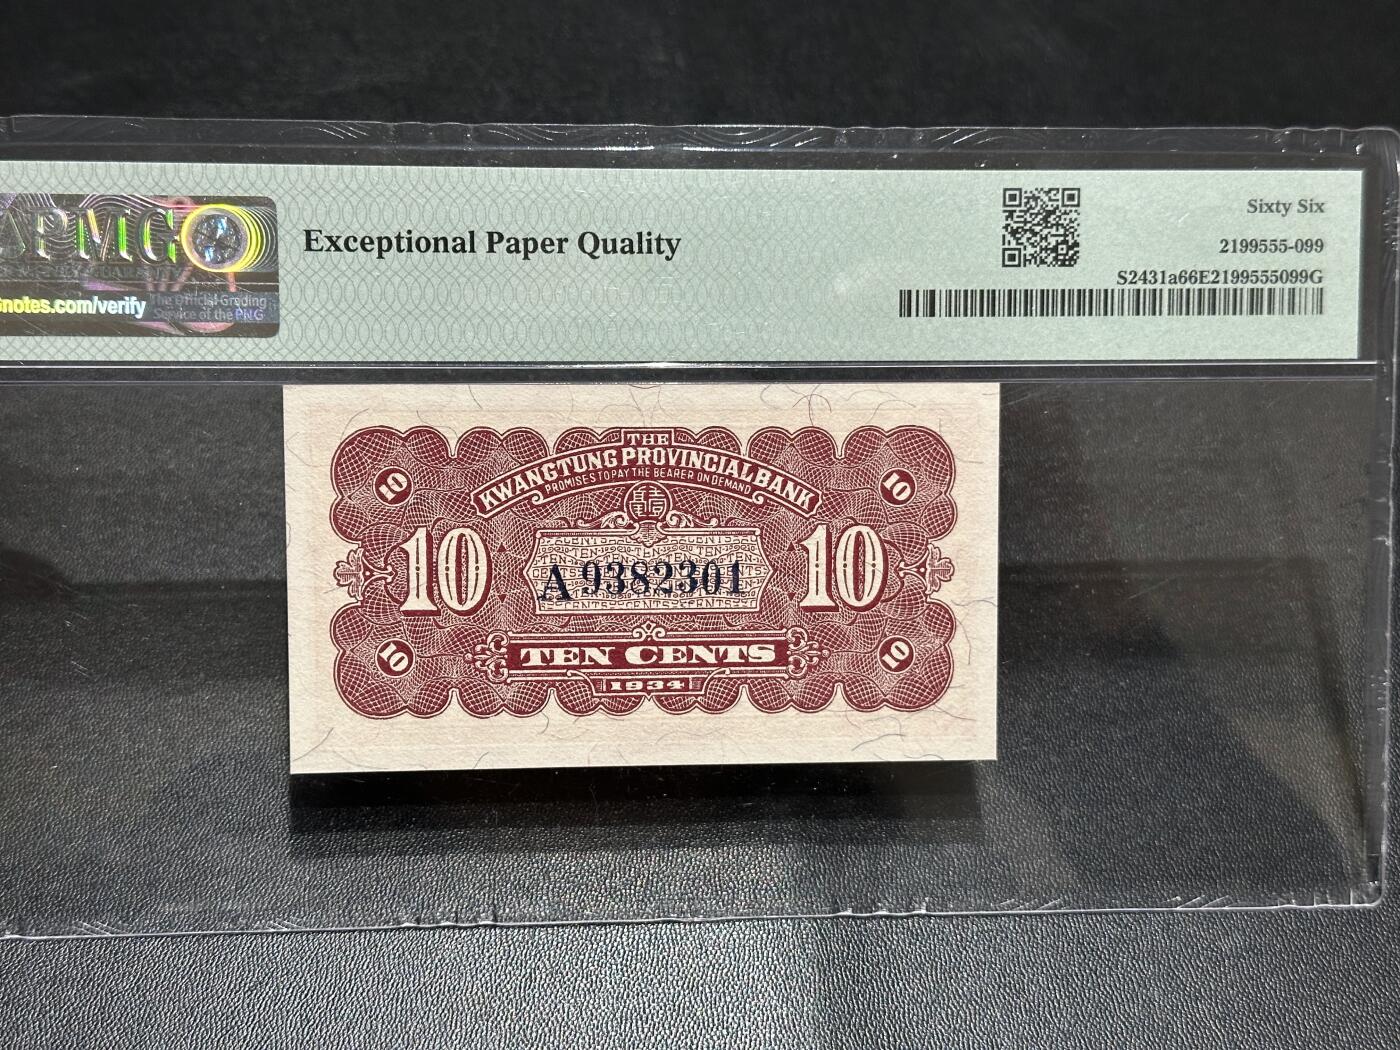 PMG
notes.com/verify
The Official Grading
Service of the PNG
Exceptional Paper Quality
Sixty Six
2199555-099
S2431a66E2199555099G
THE
KWANGTUNG PROVINCIAL BANK
PROMISES TO PAY THE BEARER ON DEMAND
10 10
10 10
A 9382301
10 10
TEN CENTS
1934